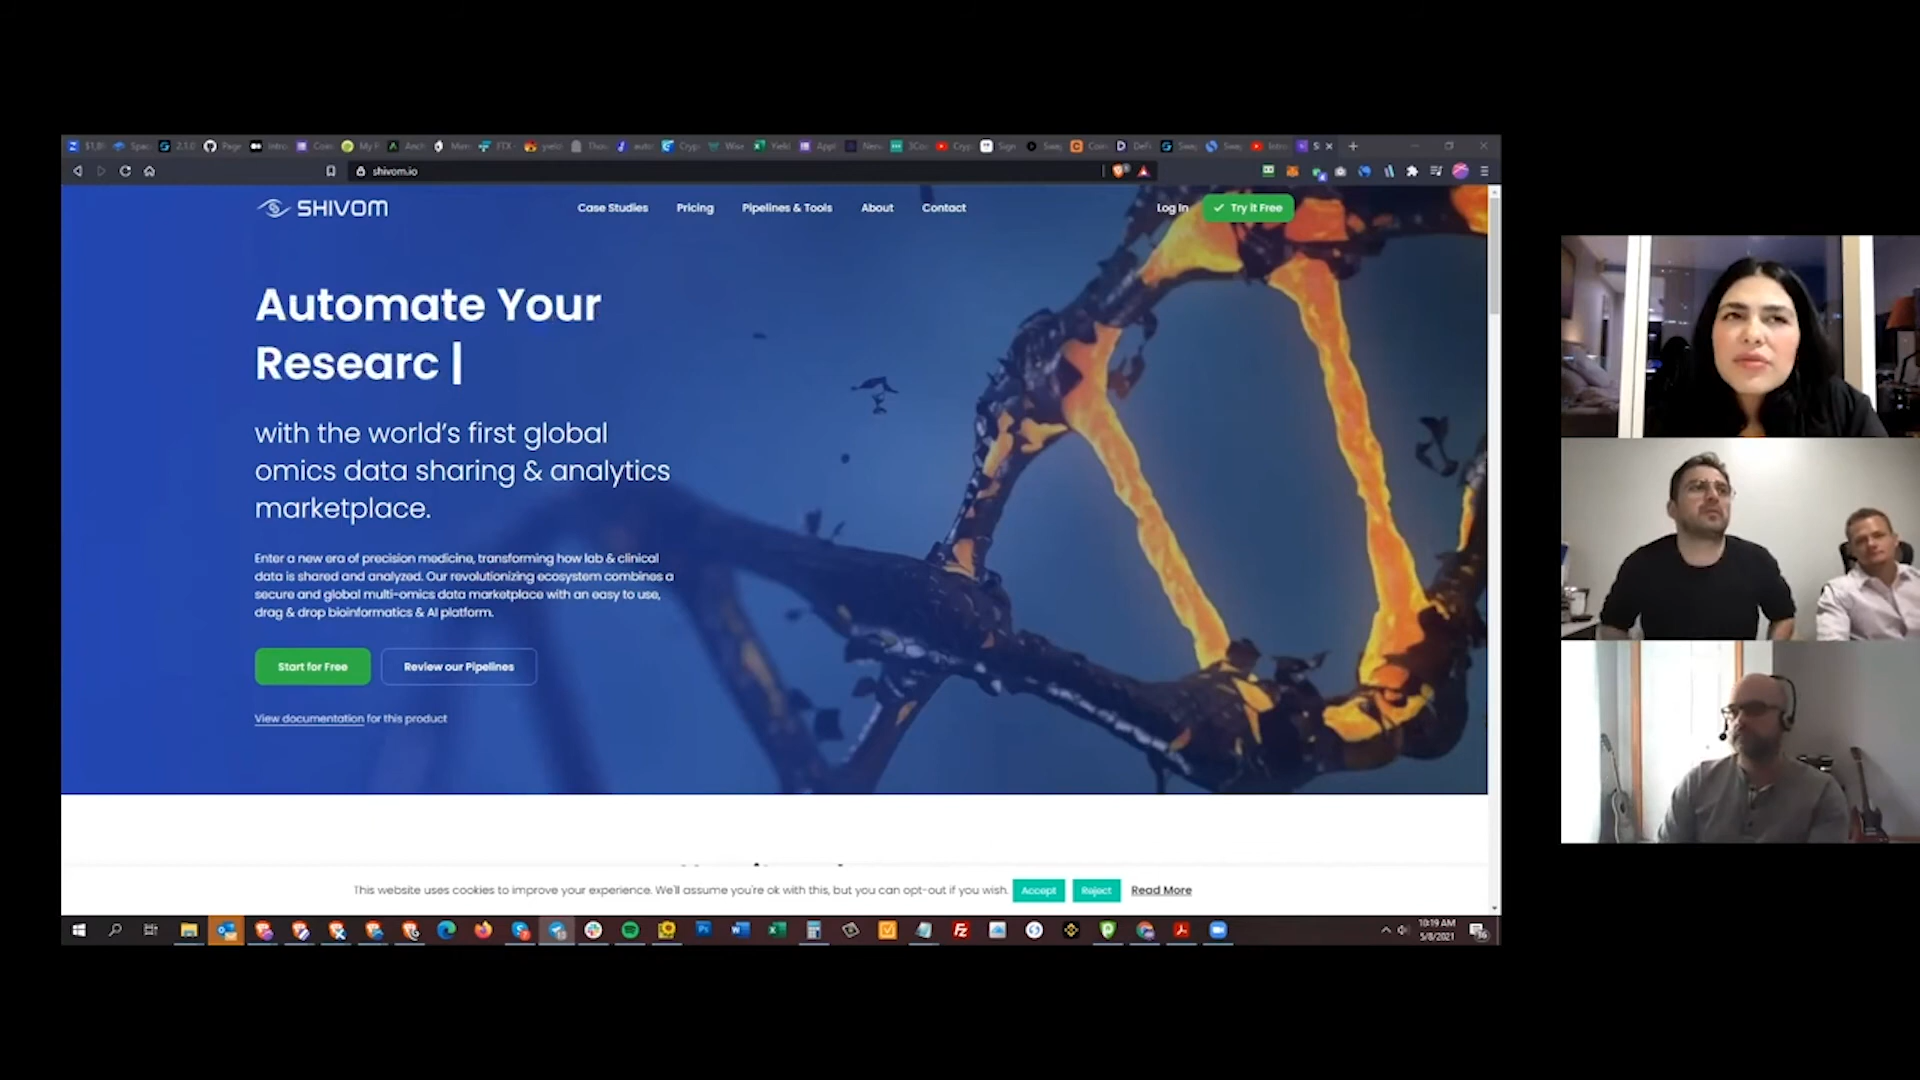 shivom.io
SHIVOM
Case Studies
Pricing
Pipelines & Tools
About
Contact
Log In
Try it Free
Automate Your
Researc |
with the world's first global
omics data sharing & analytics
marketplace.
Enter a new era of precision medicine, transforming how lab & clinical
data is shared and analyzed. Our revolutionizing ecosystem combines a
secure and global multi-omics data marketplace with an easy to use,
drag & drop bioinformatics & AI platform.
Start for Free
Review our Pipelines
View documentation for this product
This website uses cookies to improve your experience. We'll assume you're ok with this, but you can opt-out if you wish.
Accept
Reject
Read More
10:19 AM
5/8/2021